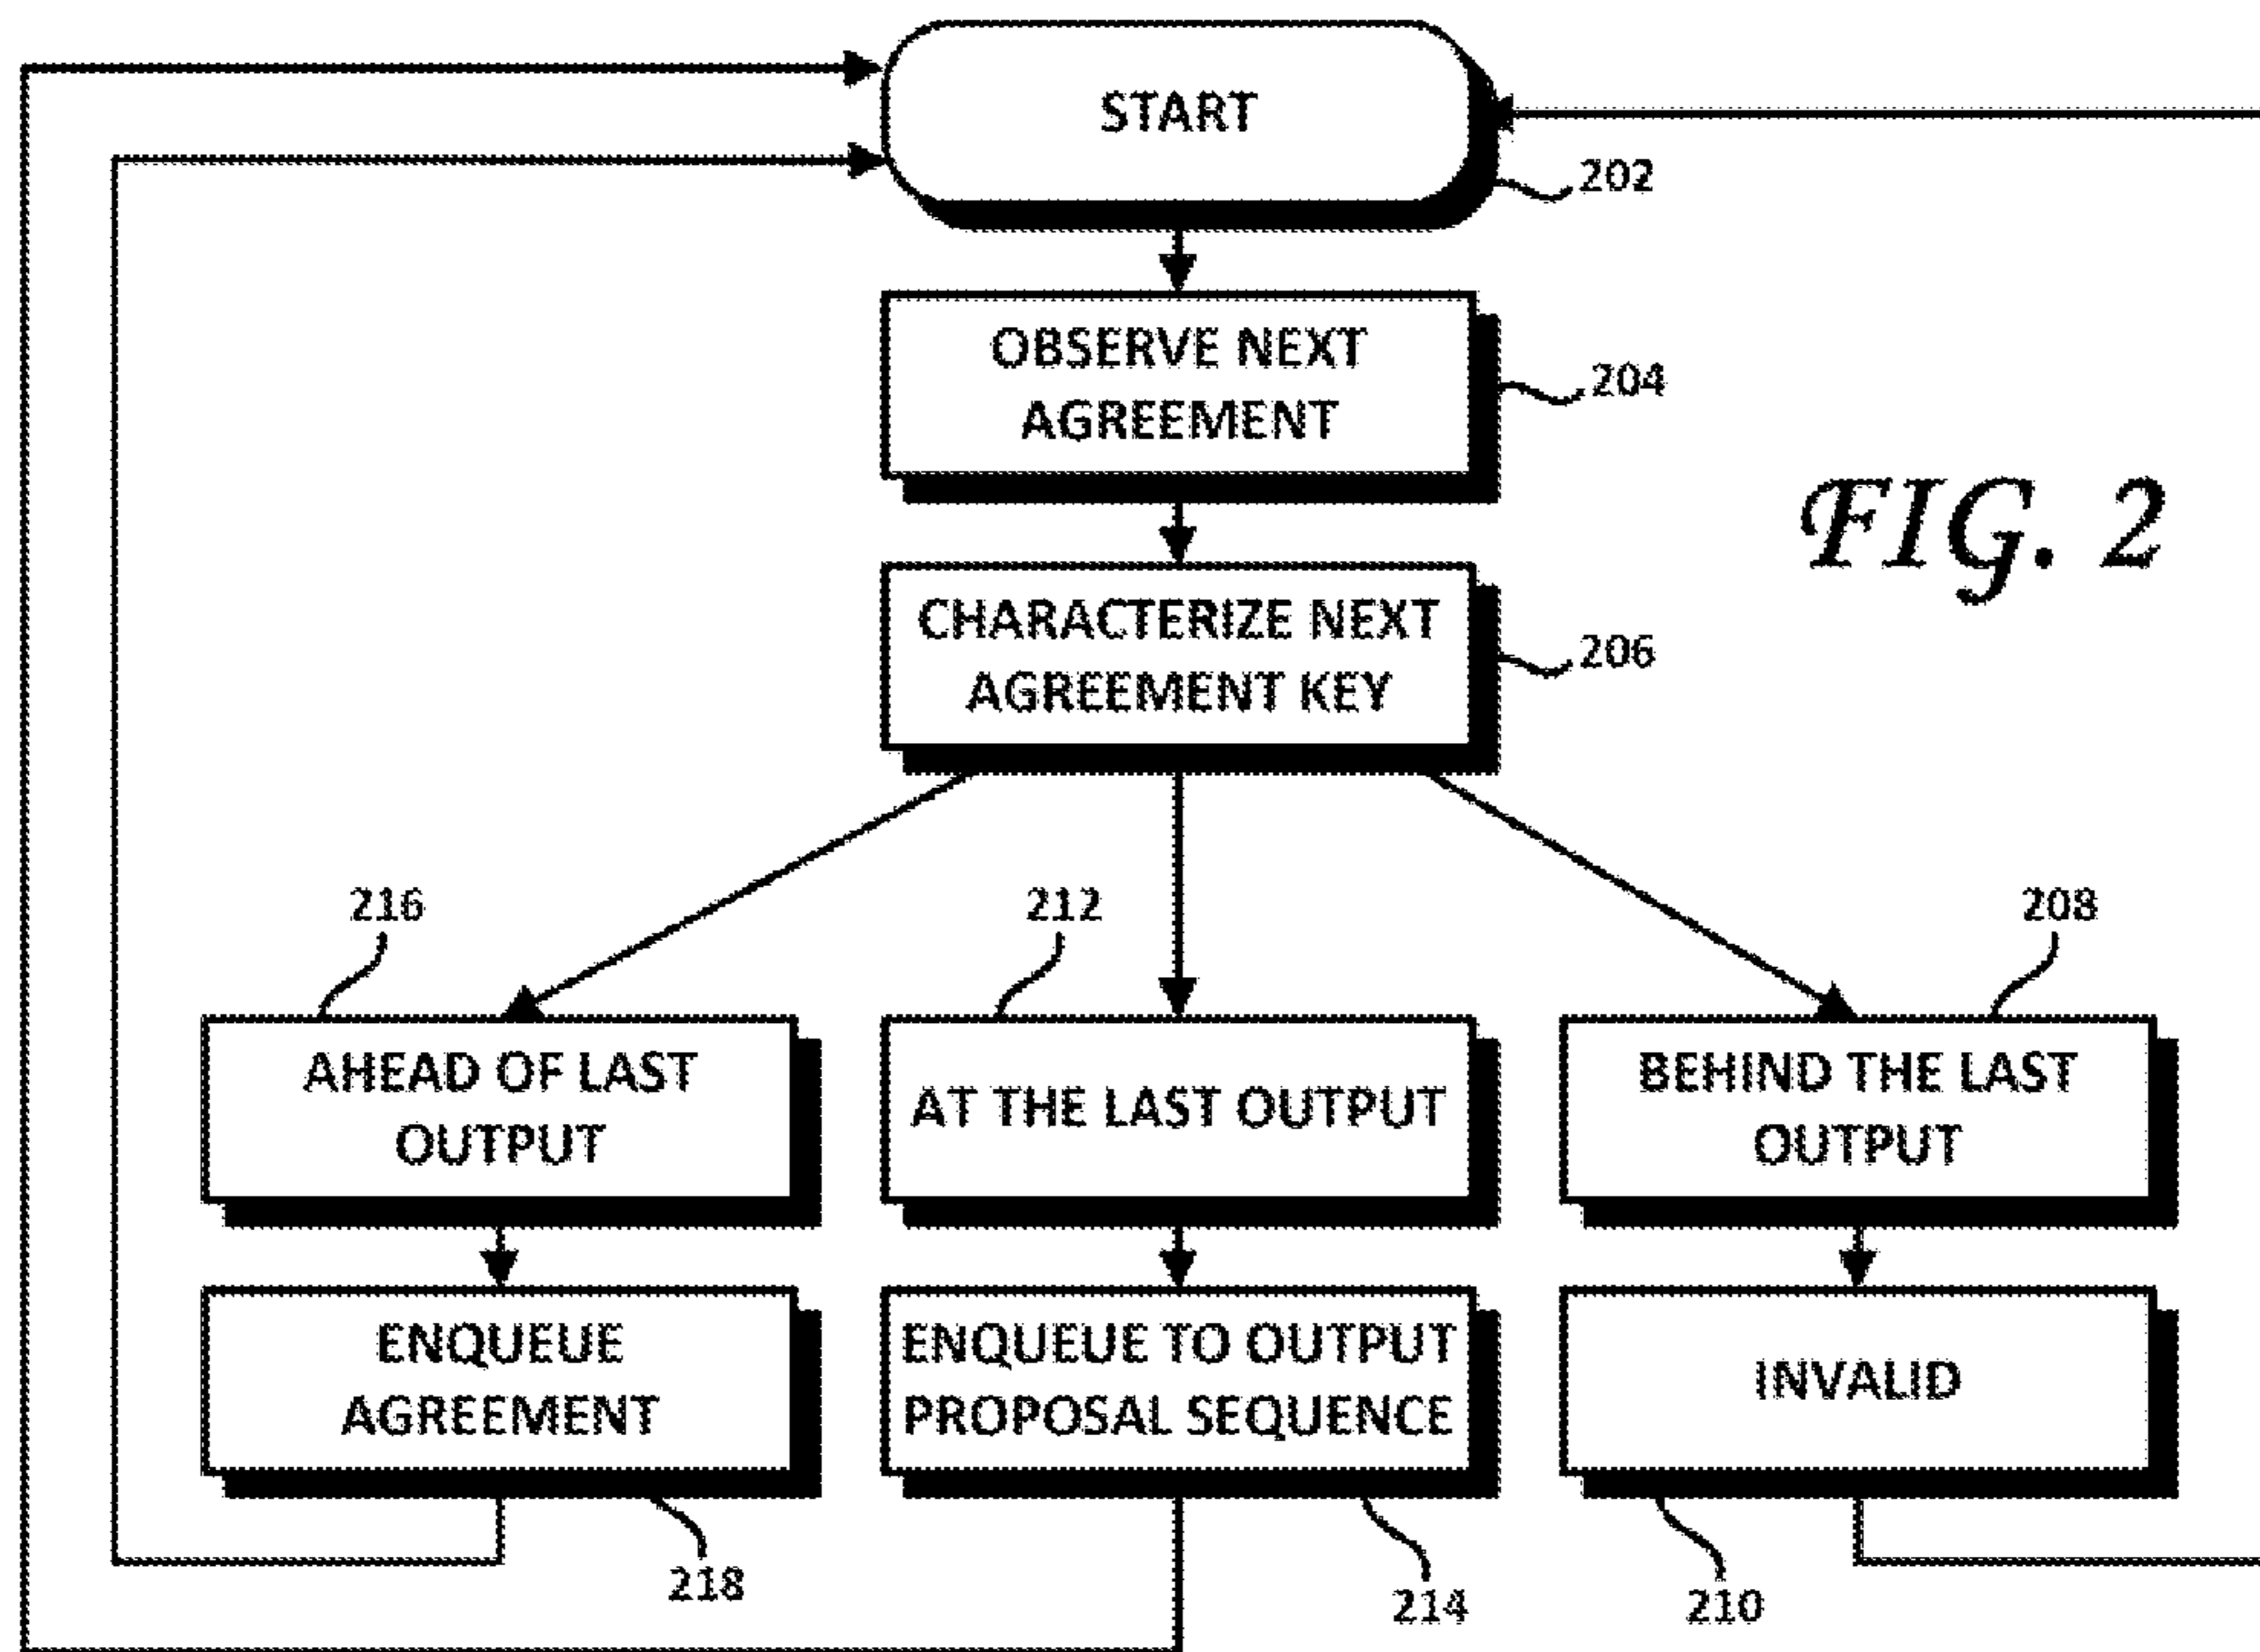 START
202
OBSERVE NEXT
AGREEMENT
204
FIG. 2
CHARACTERIZE NEXT
AGREEMENT KEY
206
216
212
208
AHEAD OF LAST
OUTPUT
AT THE LAST OUTPUT
BEHIND THE LAST
OUTPUT
ENQUEUE
AGREEMENT
ENQUEUE TO OUTPUT
PROPOSAL SEQUENCE
INVALID
218
214
210